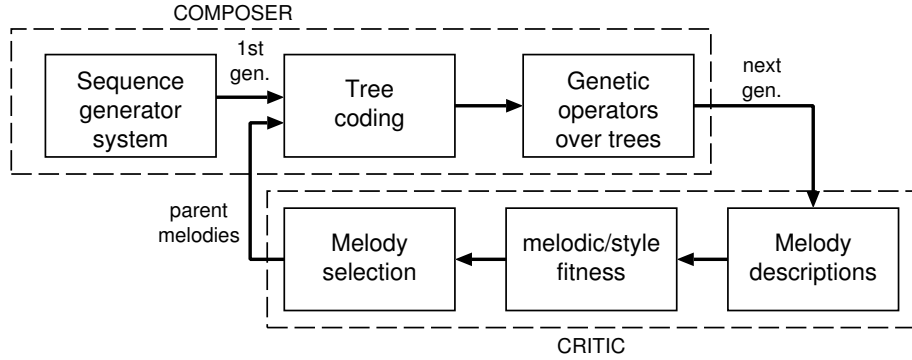 COMPOSER
Sequence
generator
system
1st
gen.
Tree
coding
Genetic
operators
over trees
next
gen.
parent
melodies
Melody
selection
melodic/style
fitness
Melody
descriptions
CRITIC